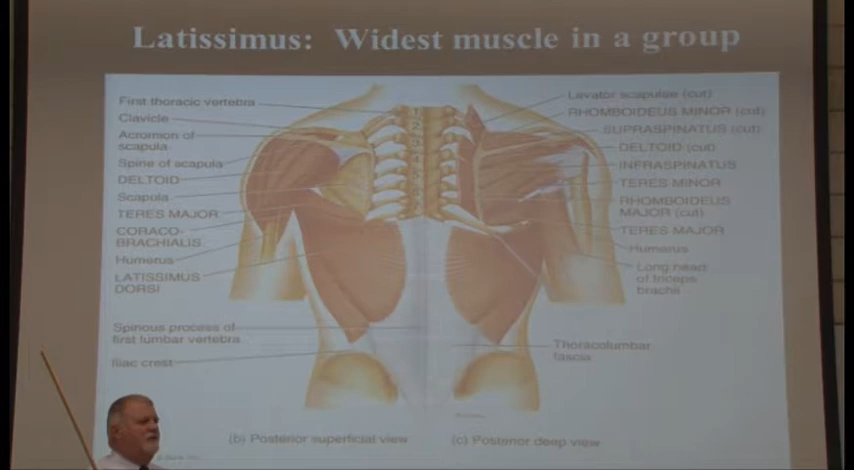 Latissimus: Widest muscle in a group
First thoracic vertebra
Clavicle
Acromion of
scapula
Spine of scapula
DELTOID
Scapula
TERES MAJOR
CORACO-
BRACHIALIS
Humerus
LATISSIMUS
DORSI
Spinous process of
first lumbar vertebra
Iliac crest
(b) Posterior superficial view
Levator scapulae (cut)
RHOMBOIDEUS MINOR (cut)
SUPRASPINATUS (cut)
DELTOID (cut)
INFRASPINATUS
TERES MINOR
RHOMBOIDEUS
MAJOR (cut)
TERES MAJOR
Humerus
Long head
of triceps
brachii
Thoracolumbar
fascia
(c) Posterior deep view